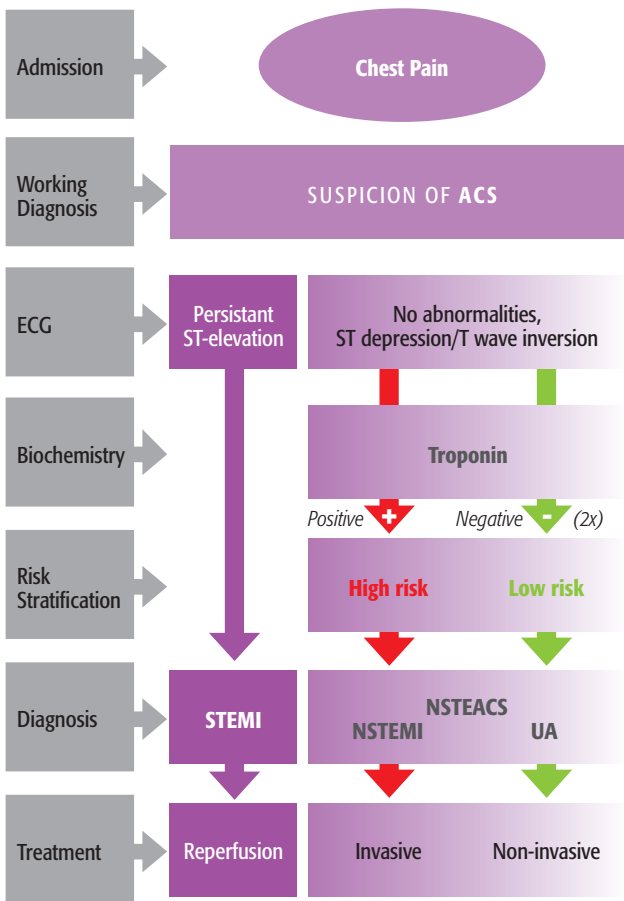 Admission
Chest Pain
Working
Diagnosis
SUSPICION OF ACS
ECG
Persistant
ST-elevation
No abnormalities,
ST depression/T wave inversion
Biochemistry
Troponin
Positive + Negative - (2x)
Risk
Stratification
High risk Low risk
Diagnosis
STEMI
NSTEACS
NSTEMI UA
Treatment
Reperfusion
Invasive Non-invasive